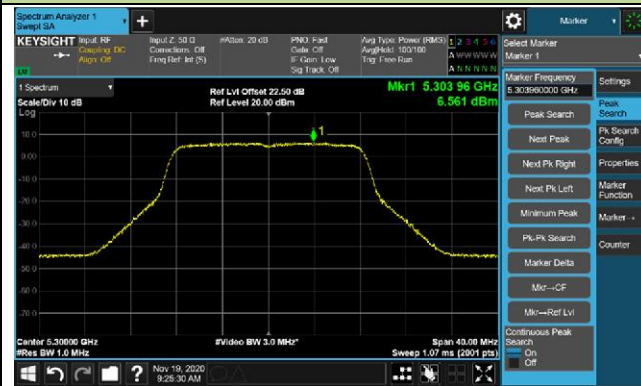 Spectrum Analyzer 1
Swept SA
+
Marker
KEYSIGHT
Input: RF
Coupling: DC
Align: Off
Input Z: 50 Ω
Corrections: Off
Freq Ref: Int (S)
#Atten: 20 dB
PNO: Fast
Gate: Off
IF Gain: Low
Sig Track: Off
Avg Type: Power (RMS)
Avg|Hold: 100/100
Trig: Free Run
1 2 3 4 5 6
A W W W W W
A N N N N N
LXI
Select Marker
Marker 1
1 Spectrum
Scale/Div 10 dB
Log
Ref Lvl Offset 22.50 dB
Ref Level 20.00 dBm
Mkr1 5.303 96 GHz
6.561 dBm
10.0
0.00
-10.0
-20.0
-30.0
-40.0
-50.0
-60.0
-70.0
1
Center 5.30000 GHz
#Res BW 1.0 MHz
#Video BW 3.0 MHz*
Span 40.00 MHz
Sweep 1.07 ms (2001 pts)
Marker Frequency
5.303960000 GHz
Peak Search
Next Peak
Next Pk Right
Next Pk Left
Minimum Peak
Pk-Pk Search
Marker Delta
Mkr→CF
Mkr→Ref Lvl
Continuous Peak
Search
On
Off
Settings
Peak
Search
Pk Search
Config
Properties
Marker
Function
Marker→
Counter
?
Nov 19, 2020
9:25:30 AM